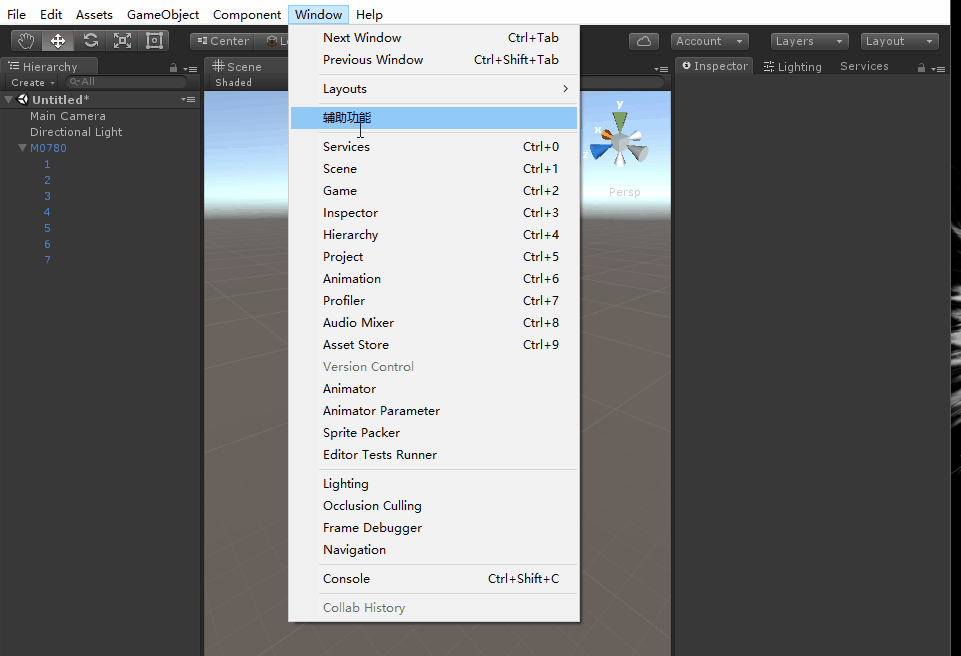 File Edit Assets GameObject Component Window Help
Center
Account
Layers
Layout
Hierarchy
Create
All
Untitled*
Main Camera
Directional Light
M0780
1
2
3
4
5
6
7
Scene
Shaded
Next Window Ctrl+Tab
Previous Window Ctrl+Shift+Tab
Layouts
辅助功能
Services Ctrl+0
Scene Ctrl+1
Game Ctrl+2
Inspector Ctrl+3
Hierarchy Ctrl+4
Project Ctrl+5
Animation Ctrl+6
Profiler Ctrl+7
Audio Mixer Ctrl+8
Asset Store Ctrl+9
Version Control
Animator
Animator Parameter
Sprite Packer
Editor Tests Runner
Lighting
Occlusion Culling
Frame Debugger
Navigation
Console Ctrl+Shift+C
Collab History
y
x
z
Persp
Inspector Lighting Services